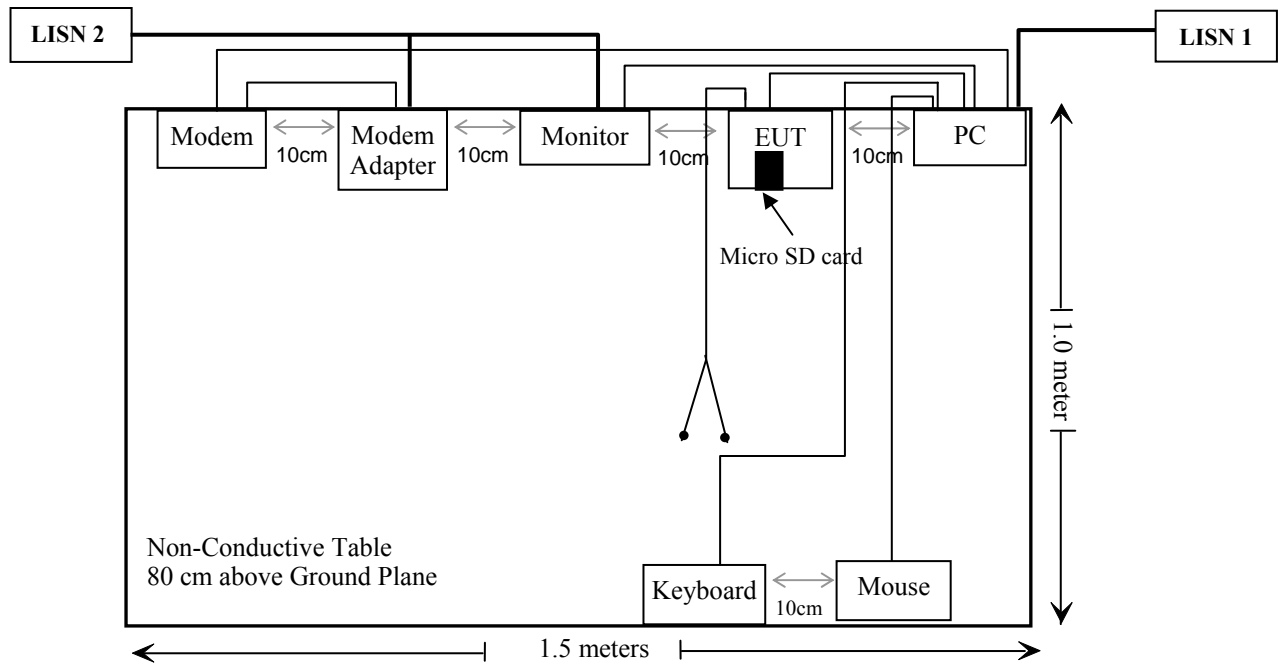 LISN 2
LISN 1
Modem
10cm
Modem
Adapter
10cm
Monitor
10cm
EUT
10cm
PC
Micro SD card
1.0 meter
Non-Conductive Table
80 cm above Ground Plane
Keyboard
10cm
Mouse
1.5 meters